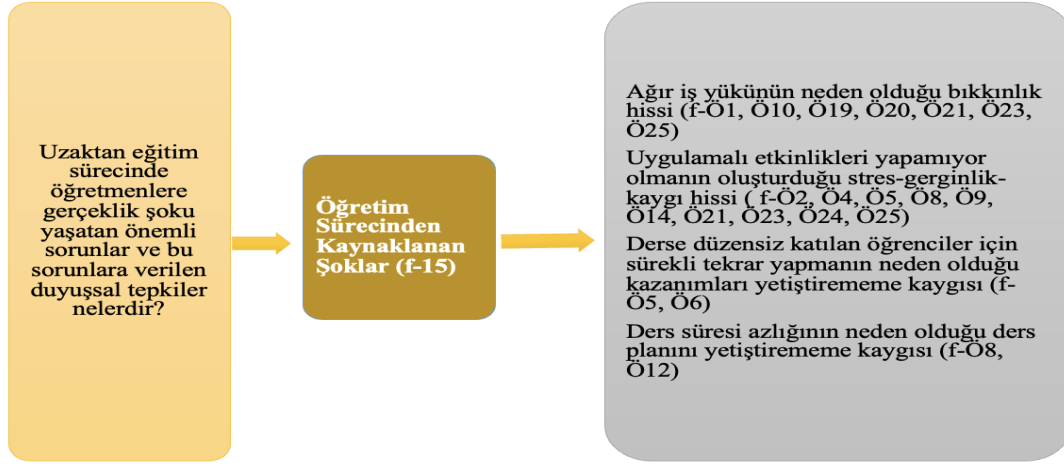 Uzaktan eğitim
sürecinde
öğretmenlere
gerçeklik şoku
yaşatan önemli
sorunlar ve bu
sorunlara verilen
duyuşsal tepkiler
nelerdir?
Öğretim
Sürecinden
Kaynaklanan
Şoklar (f-15)
Ağır iş yükünün neden olduğu bıkkınlık
hissi (f-Ö1, Ö10, Ö19, Ö20, Ö21, Ö23,
Ö25)
Uygulamalı etkinlikleri yapamıyor
olmanın oluşturduğu stres-gerginlik-
kaygı hissi ( f-Ö2, Ö4, Ö5, Ö8, Ö9,
Ö14, Ö21, Ö23, Ö24, Ö25)
Derse düzensiz katılan öğrenciler için
sürekli tekrar yapmanın neden olduğu
kazanımları yetiştirememe kaygısı (f-
Ö5, Ö6)
Ders süresi azlığının neden olduğu ders
planını yetiştirememe kaygısı (f-Ö8,
Ö12)